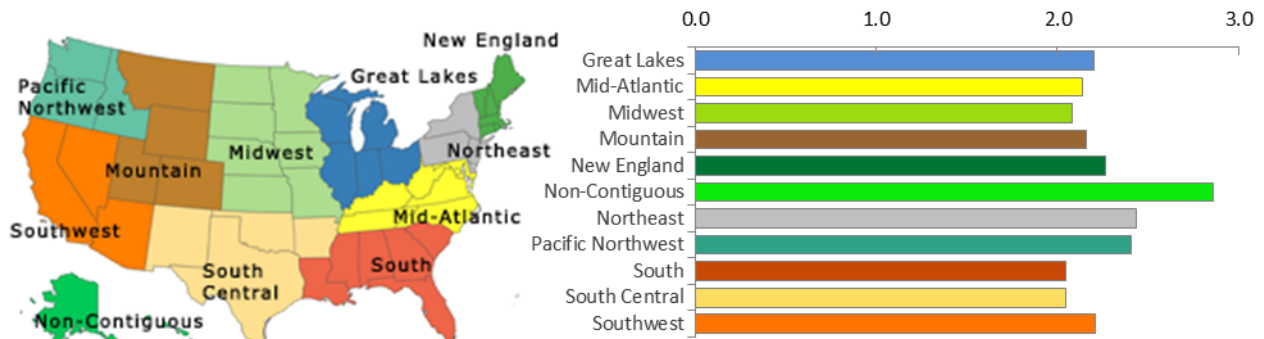 New England
Great Lakes
Pacific
Northwest
Northeast
Midwest
Mountain
Mid-Atlantic
Southwest
South
South
Central
Non-Contiguous
0.0 1.0 2.0 3.0
Great Lakes
Mid-Atlantic
Midwest
Mountain
New England
Non-Contiguous
Northeast
Pacific Northwest
South
South Central
Southwest